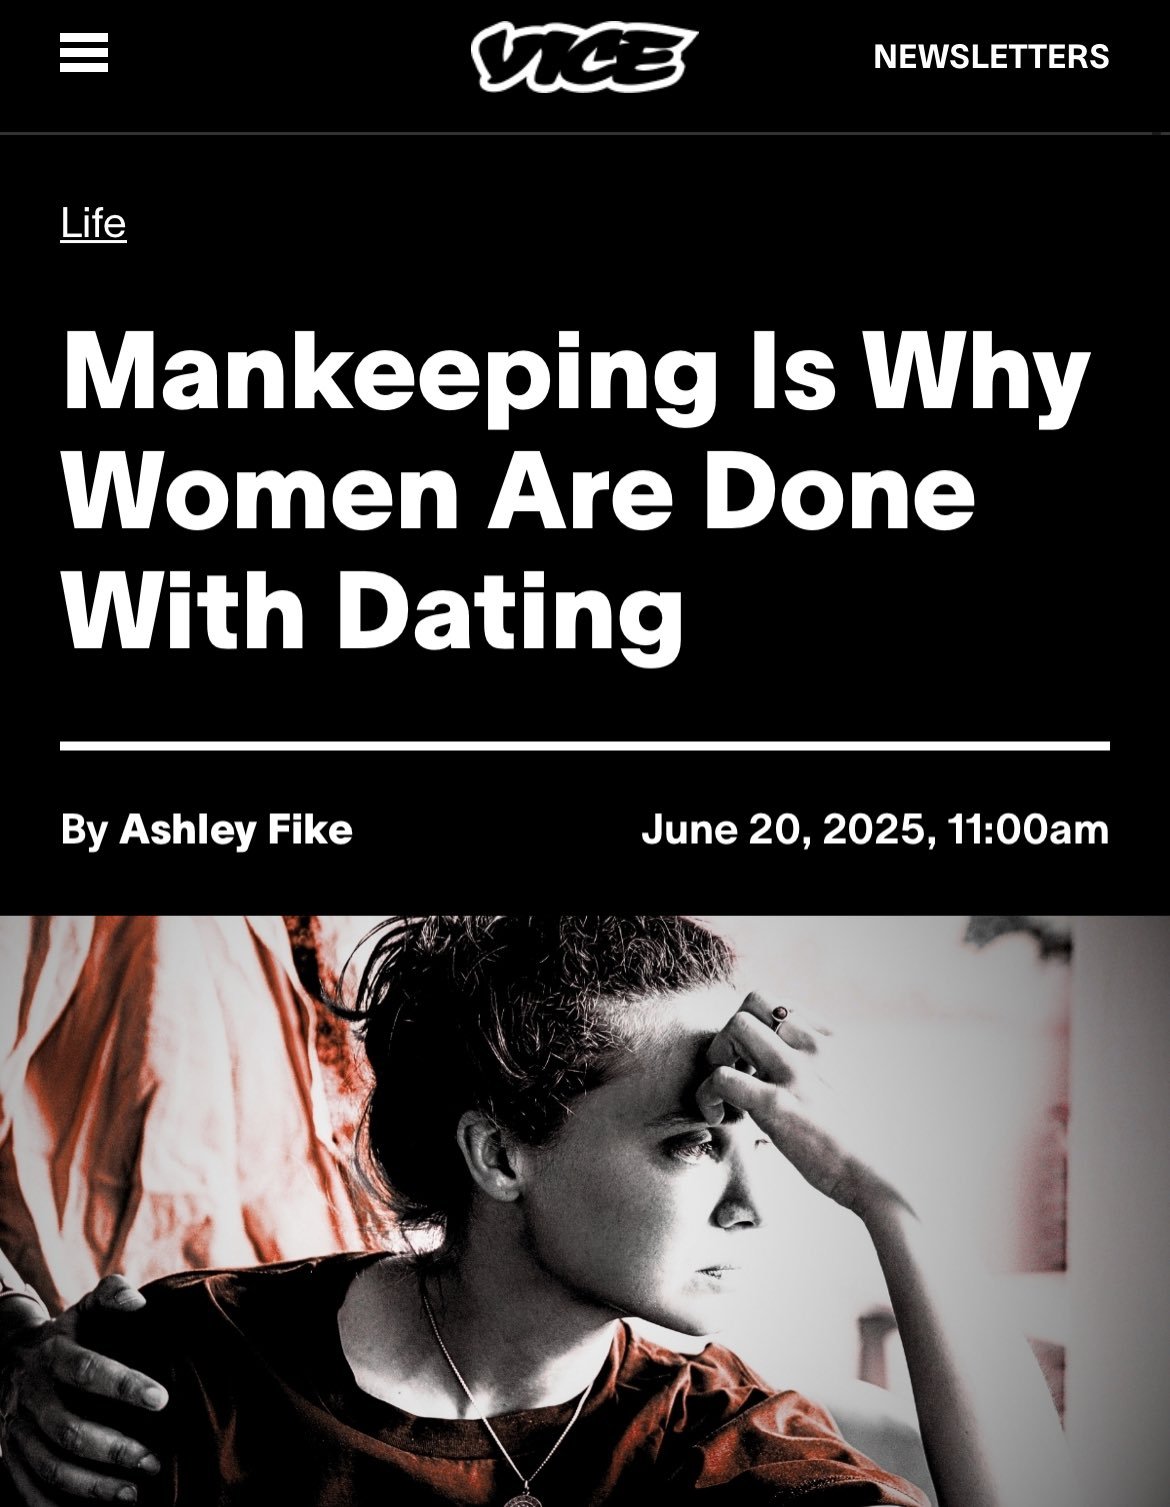 VICE
NEWSLETTERS
Life
Mankeeping Is Why
Women Are Done
With Dating
By Ashley Fike
June 20, 2025, 11:00am